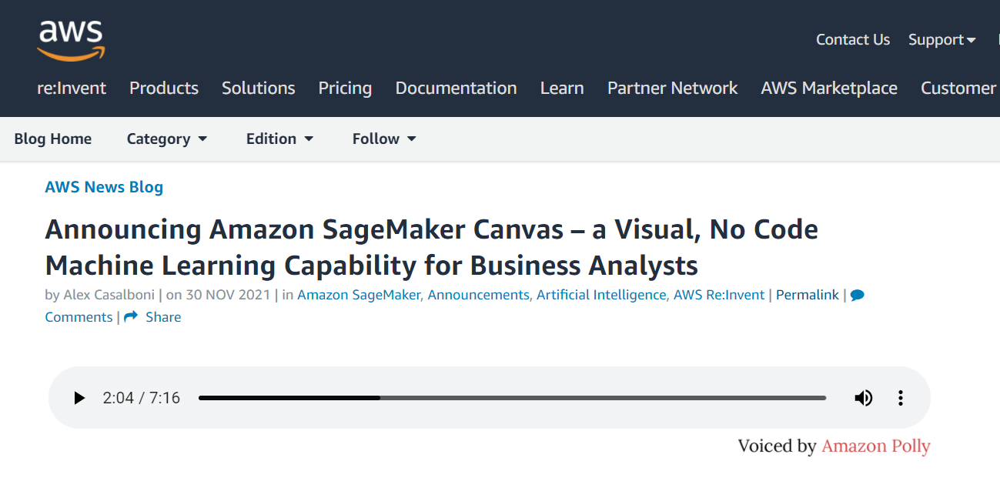 aws
Contact Us Support
re:Invent Products Solutions Pricing Documentation Learn Partner Network AWS Marketplace Customer
Blog Home Category Edition Follow
AWS News Blog
Announcing Amazon SageMaker Canvas – a Visual, No Code
Machine Learning Capability for Business Analysts
by Alex Casalboni | on 30 NOV 2021 | in Amazon SageMaker, Announcements, Artificial Intelligence, AWS Re:Invent | Permalink |
Comments | Share
2:04 / 7:16
Voiced by Amazon Polly